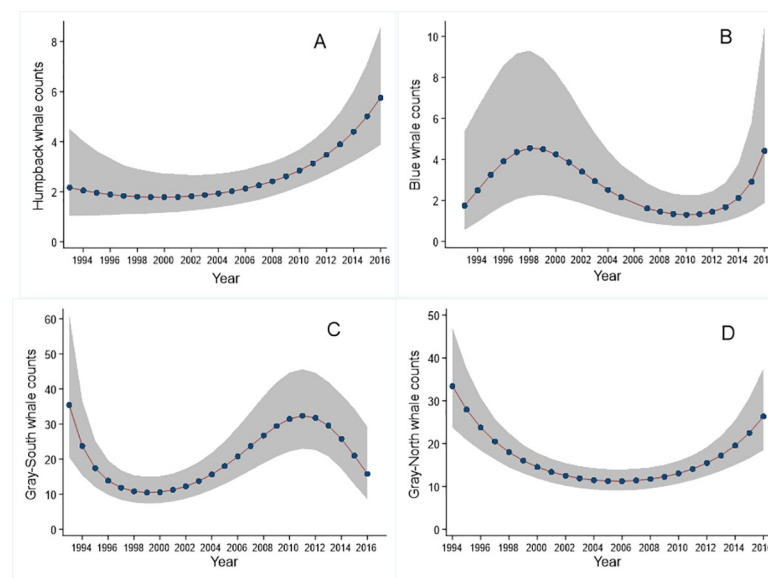 A
Humpback whale counts
8
6
4
2
0
1994 1996 1998 2000 2002 2004 2006 2008 2010 2012 2014 2016
Year
B
Blue whale counts
10
8
6
4
2
0
1994 1996 1998 2000 2002 2004 2006 2008 2010 2012 2014 201
Year
C
Gray-South whale counts
60
50
40
30
20
10
0
1994 1996 1998 2000 2002 2004 2006 2008 2010 2012 2014 2016
Year
D
Gray-North whale counts
50
40
30
20
10
0
1994 1996 1998 2000 2002 2004 2006 2008 2010 2012 2014 2016
Year